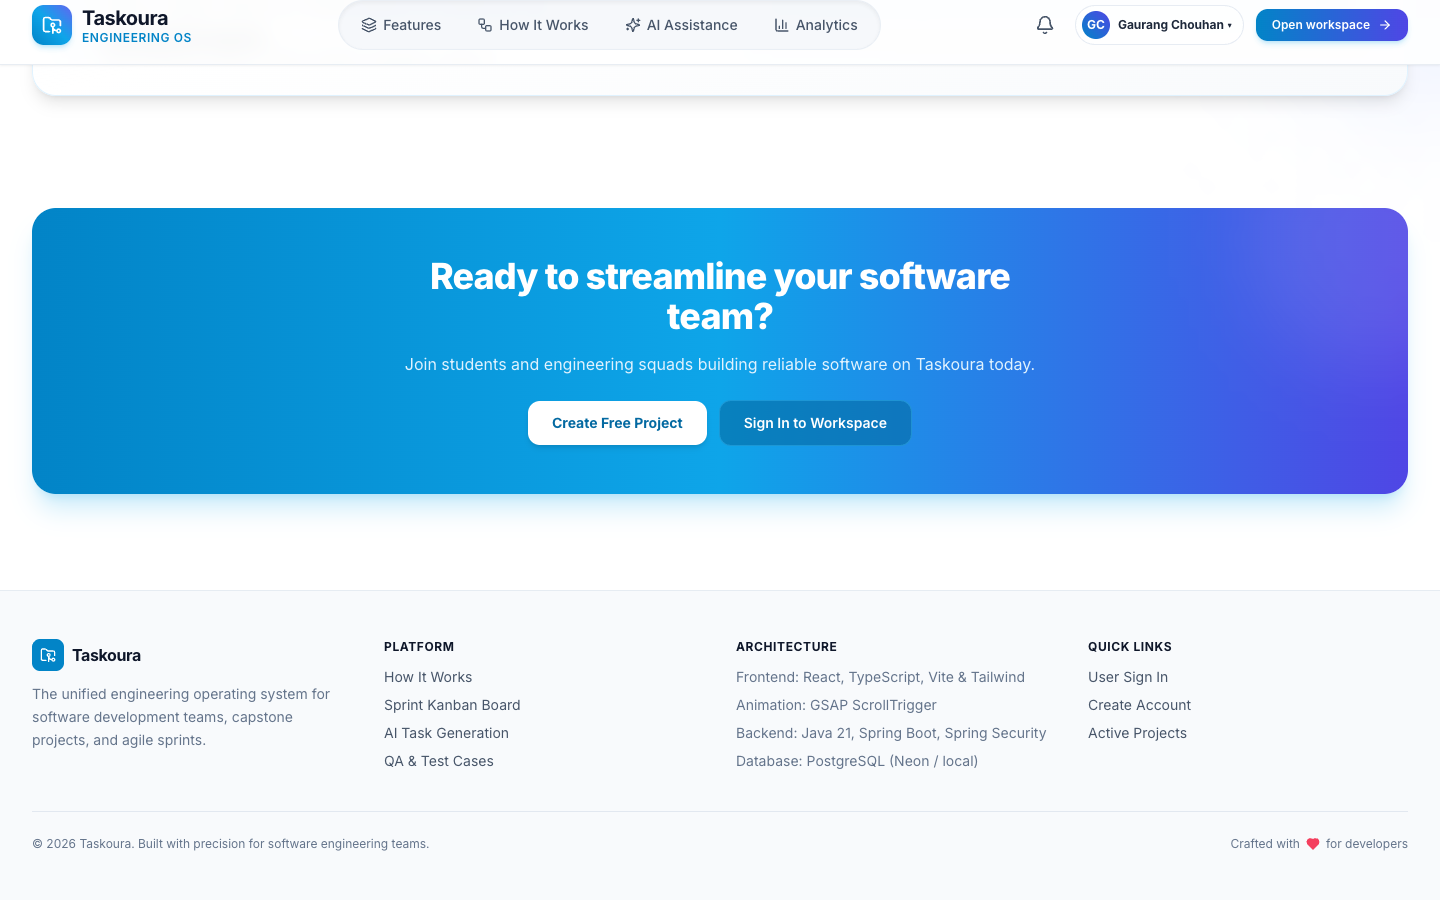 Taskoura
ENGINEERING OS
Features
How It Works
AI Assistance
Analytics
GC
Gaurang Chouhan
Open workspace
Ready to streamline your software
team?
Join students and engineering squads building reliable software on Taskoura today.
Create Free Project
Sign In to Workspace
Taskoura
The unified engineering operating system for
software development teams, capstone
projects, and agile sprints.
PLATFORM
How It Works
Sprint Kanban Board
AI Task Generation
QA & Test Cases
ARCHITECTURE
Frontend: React, TypeScript, Vite & Tailwind
Animation: GSAP ScrollTrigger
Backend: Java 21, Spring Boot, Spring Security
Database: PostgreSQL (Neon / local)
QUICK LINKS
User Sign In
Create Account
Active Projects
© 2026 Taskoura. Built with precision for software engineering teams.
Crafted with ❤ for developers